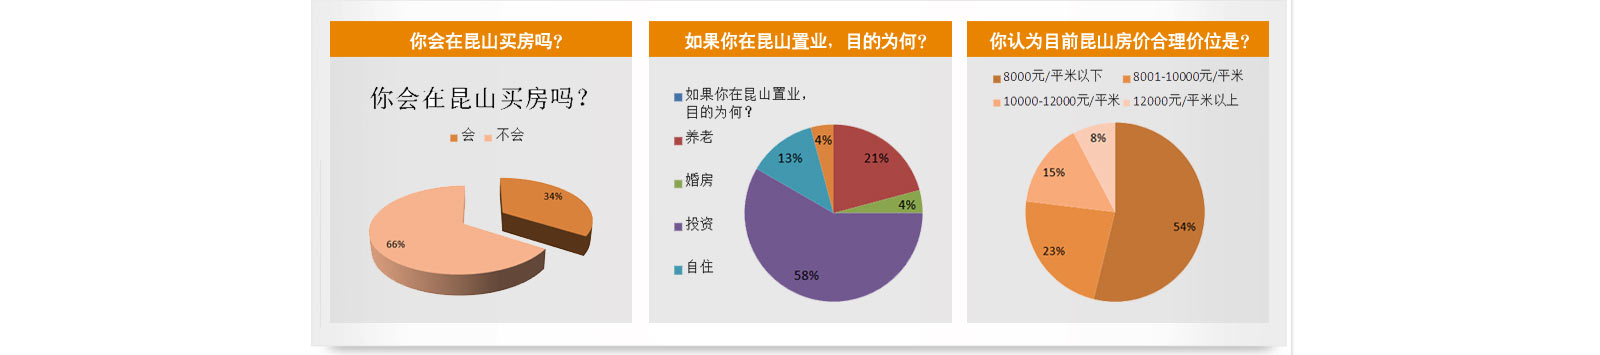 你会在昆山买房吗？
你会在昆山买房吗？
会 不会
34%
66%
如果你在昆山置业，目的为何？
如果你在昆山置业，
目的为何？
养老
婚房
投资
自住
4%
21%
13%
4%
58%
你认为目前昆山房价合理价位是？
8000元/平米以下 8001-10000元/平米
10000-12000元/平米 12000元/平米以上
8%
15%
54%
23%